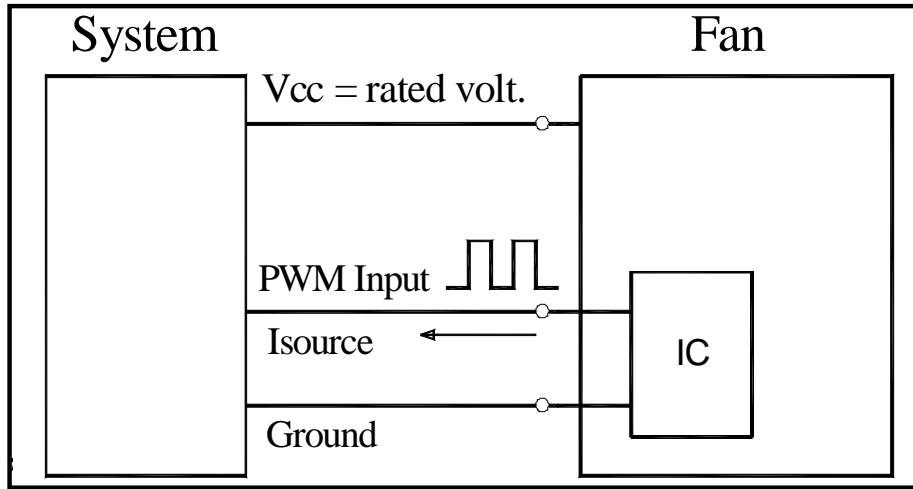 System
Fan
Vcc = rated volt.
PWM Input
Isource
IC
Ground